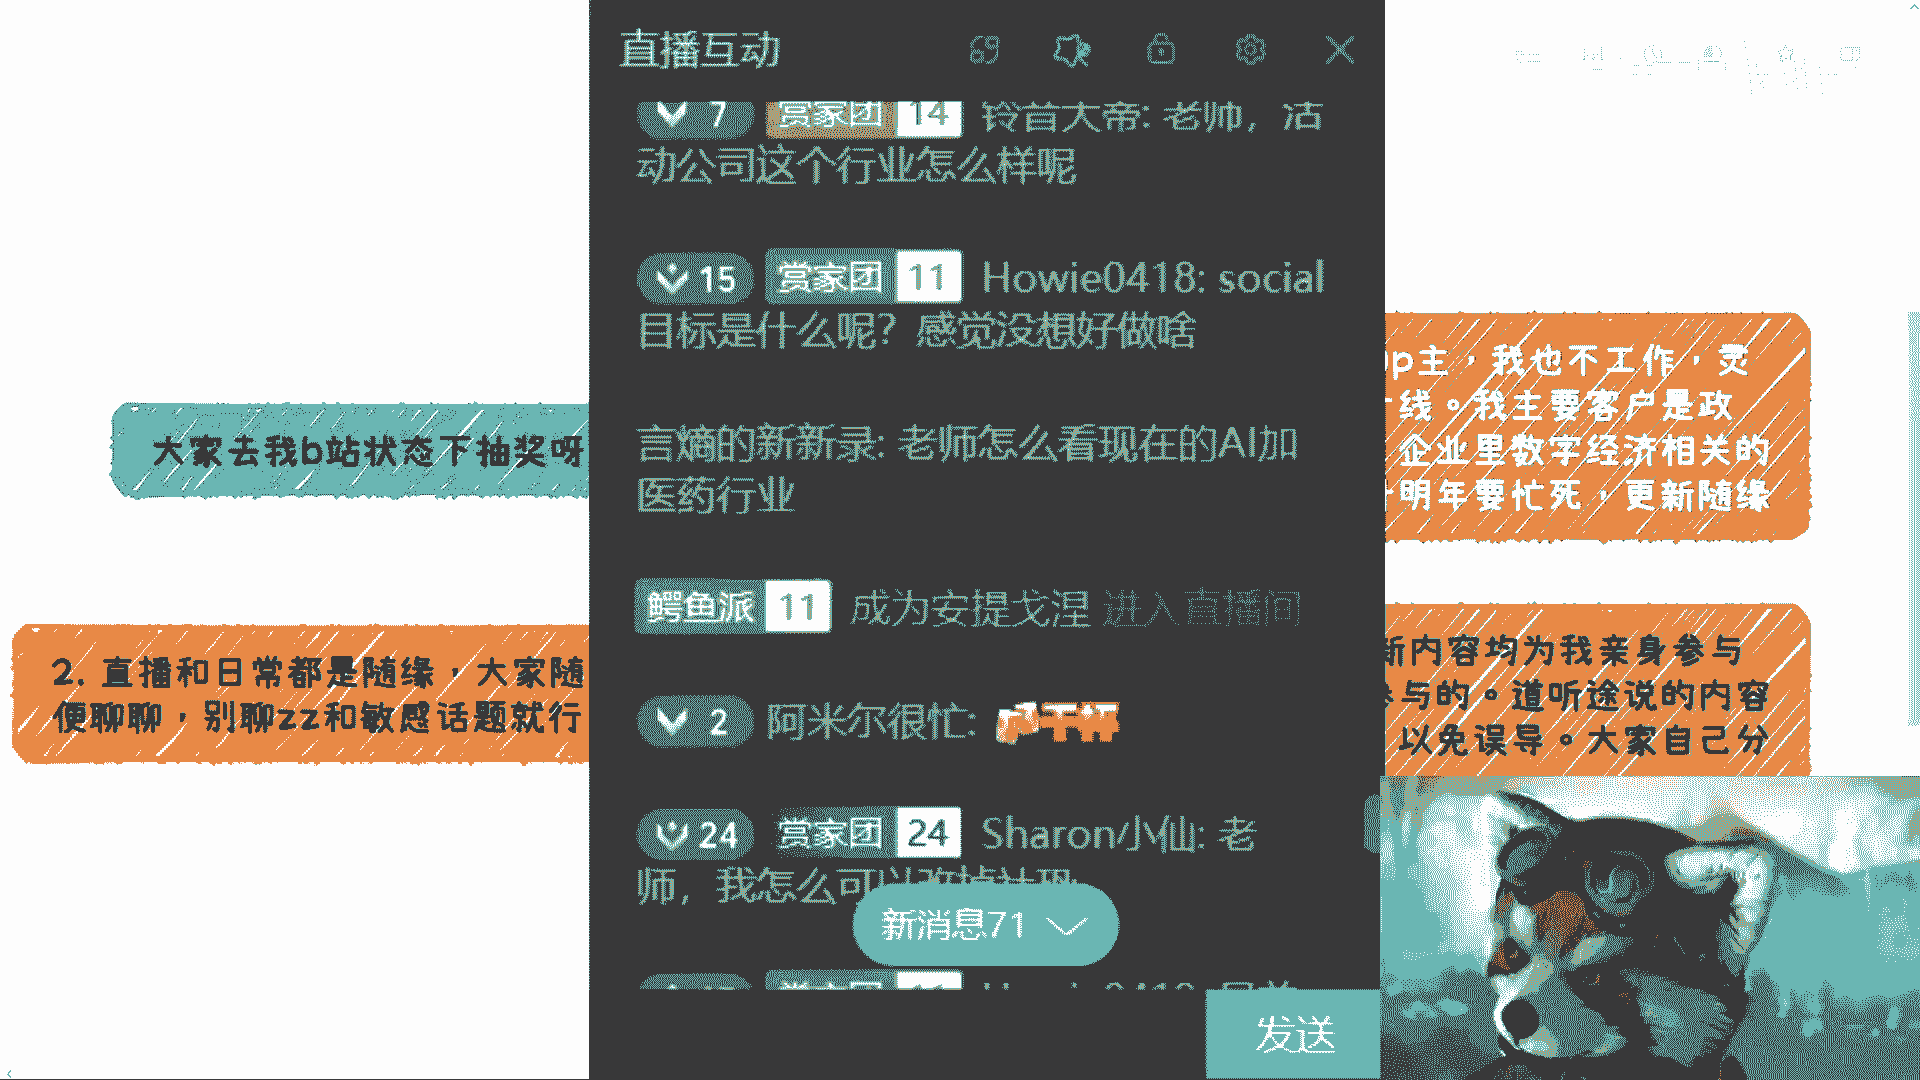 直播互动
7 赏家团 14 铃音大帝: 老师，活
动公司这个行业怎么样呢
15 赏家团 11 Howie0418: social
目标是什么呢？感觉没想好做啥
言熵的新新录: 老师怎么看现在的AI加
医药行业
鳄鱼派 11 成为安提戈涅 进入直播间
2 阿米尔很忙: 干杯
24 赏家团 24 Sharon小仙: 老
师，我怎么可以改掉社恐
新消息71
发送
大家去我b站状态下抽奖呀
2. 直播和日常都是随缘，大家随
便聊聊，别聊zz和敏感话题就行
up主，我也不工作，灵
线。我主要客户是政
企业里数字经济相关的
明年要忙死，更新随缘
新内容均为我亲身参与
参与的。道听途说的内容
以免误导。大家自己分